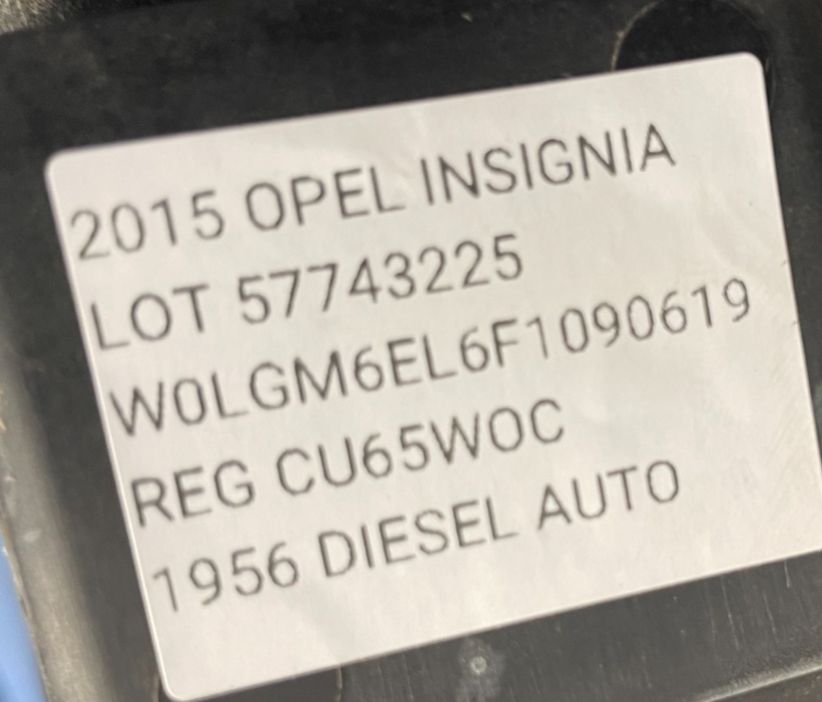 2015 OPEL INSIGNIA
LOT 57743225
W0LGM6EL6F1090619
REG CU65WOC
1956 DIESEL AUTO